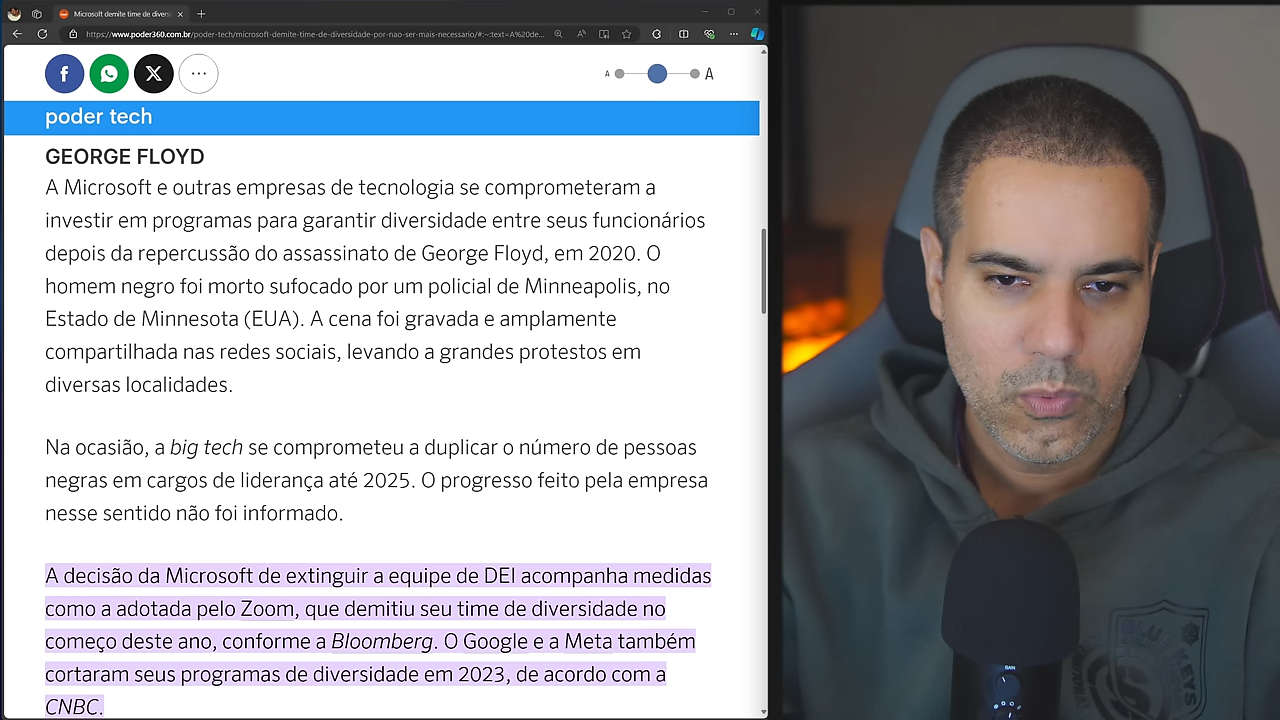 Microsoft demite time de diversi
https://www.poder360.com.br/poder-tech/microsoft-demite-time-de-diversidade-por-nao-ser-mais-necessario/#:~:text=A%20de...
A A
poder tech
GEORGE FLOYD
A Microsoft e outras empresas de tecnologia se comprometeram a
investir em programas para garantir diversidade entre seus funcionários
depois da repercussão do assassinato de George Floyd, em 2020. O
homem negro foi morto sufocado por um policial de Minneapolis, no
Estado de Minnesota (EUA). A cena foi gravada e amplamente
compartilhada nas redes sociais, levando a grandes protestos em
diversas localidades.
Na ocasião, a big tech se comprometeu a duplicar o número de pessoas
negras em cargos de liderança até 2025. O progresso feito pela empresa
nesse sentido não foi informado.
A decisão da Microsoft de extinguir a equipe de DEI acompanha medidas
como a adotada pelo Zoom, que demitiu seu time de diversidade no
começo deste ano, conforme a Bloomberg. O Google e a Meta também
cortaram seus programas de diversidade em 2023, de acordo com a
CNBC.
GAIN